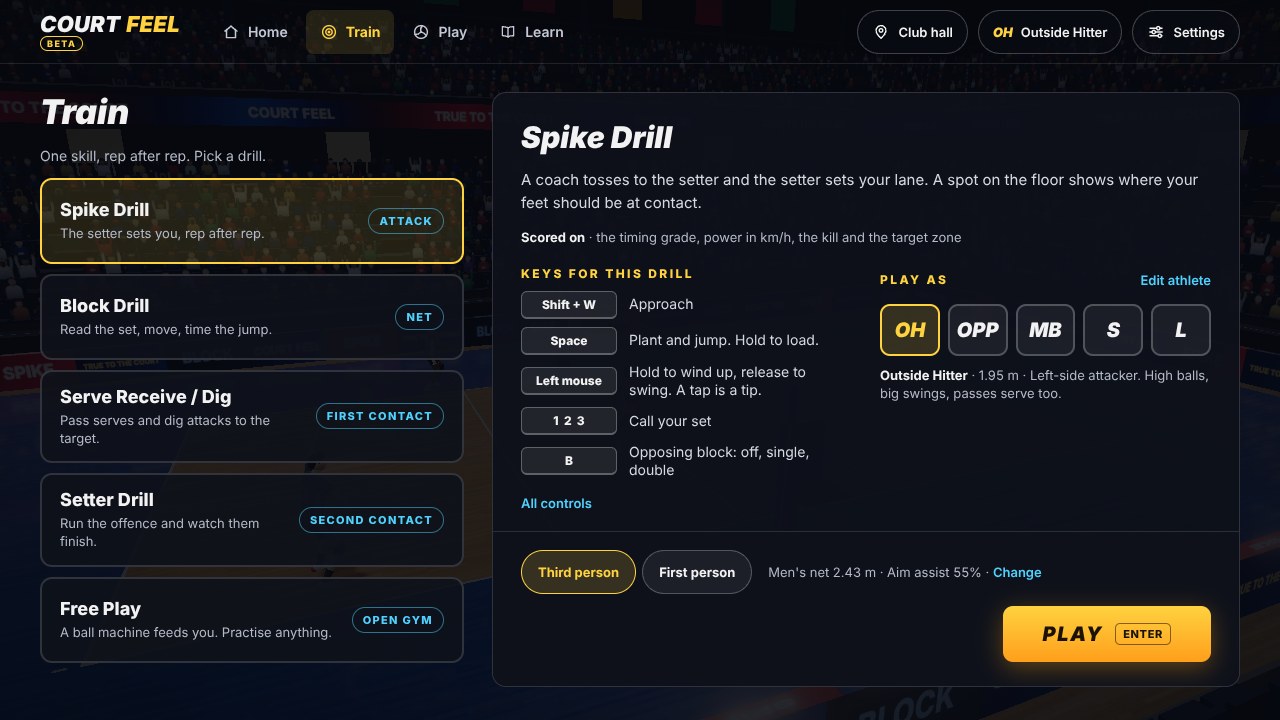 COURT FEEL
BETA
Home
Train
Play
Learn
Club hall
OH Outside Hitter
Settings
COURT FEEL
Train
One skill, rep after rep. Pick a drill.
Spike Drill
The setter sets you, rep after rep.
ATTACK
Block Drill
Read the set, move, time the jump.
NET
Serve Receive / Dig
Pass serves and dig attacks to the
target.
FIRST CONTACT
Setter Drill
Run the offence and watch them
finish.
SECOND CONTACT
Free Play
A ball machine feeds you. Practise anything.
OPEN GYM
Spike Drill
A coach tosses to the setter and the setter sets your lane. A spot on the floor shows where your
feet should be at contact.
Scored on · the timing grade, power in km/h, the kill and the target zone
KEYS FOR THIS DRILL
Shift + W Approach
Space Plant and jump. Hold to load.
Left mouse Hold to wind up, release to
swing. A tap is a tip.
1 2 3 Call your set
B Opposing block: off, single,
double
All controls
PLAY AS
Edit athlete
OH OPP MB S L
Outside Hitter · 1.95 m · Left-side attacker. High balls,
big swings, passes serve too.
Third person
First person
Men's net 2.43 m · Aim assist 55% · Change
PLAY ENTER
BLOCK